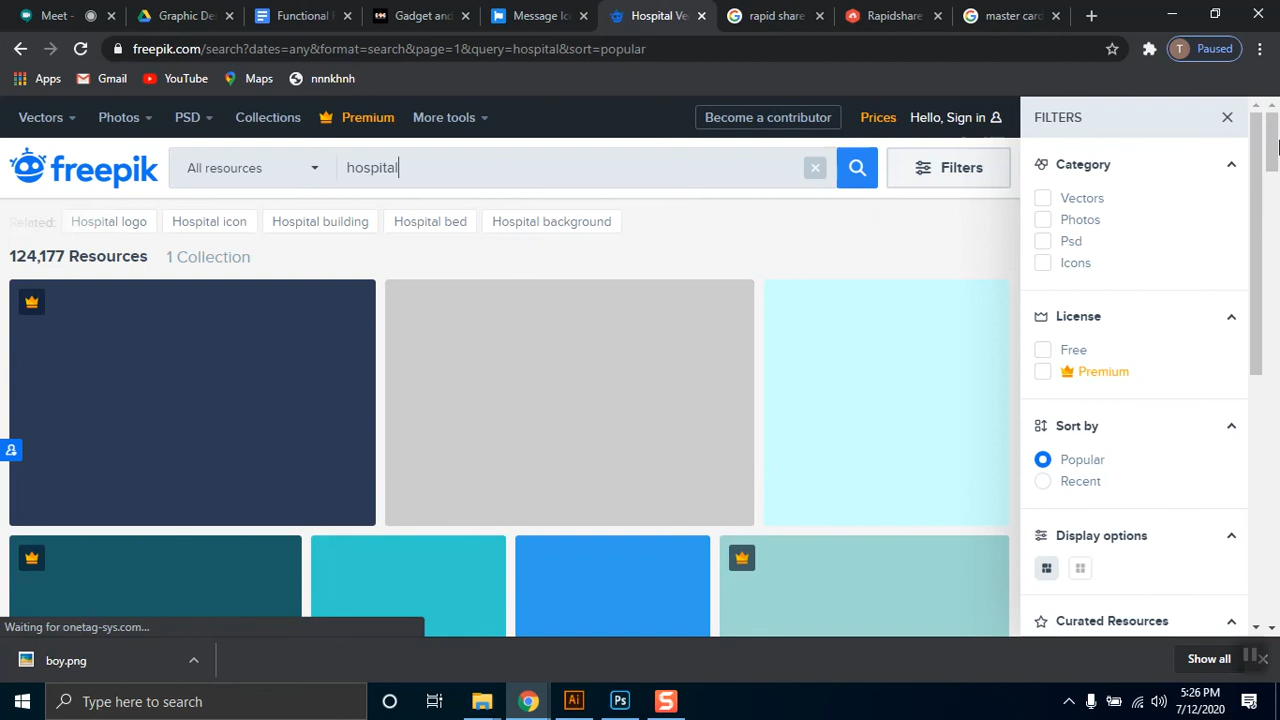 Meet -
Graphic De
Functional F
Gadget and
Message Ic
Hospital Ve
rapid share
Rapidshare
master card
freepik.com/search?dates=any&format=search&page=1&query=hospital&sort=popular
Paused
Apps
Gmail
YouTube
Maps
nnnkhnh
Vectors
Photos
PSD
Collections
Premium
More tools
Become a contributor
Prices
Hello, Sign in
FILTERS
freepik
All resources
hospital
Filters
Category
Vectors
Photos
Psd
Icons
Related:
Hospital logo
Hospital icon
Hospital building
Hospital bed
Hospital background
124,177 Resources
1 Collection
License
Free
Premium
Sort by
Popular
Recent
Display options
Curated Resources
Waiting for onetag-sys.com...
boy.png
Show all
Type here to search
Ai
Ps
S
5:26 PM
7/12/2020
T